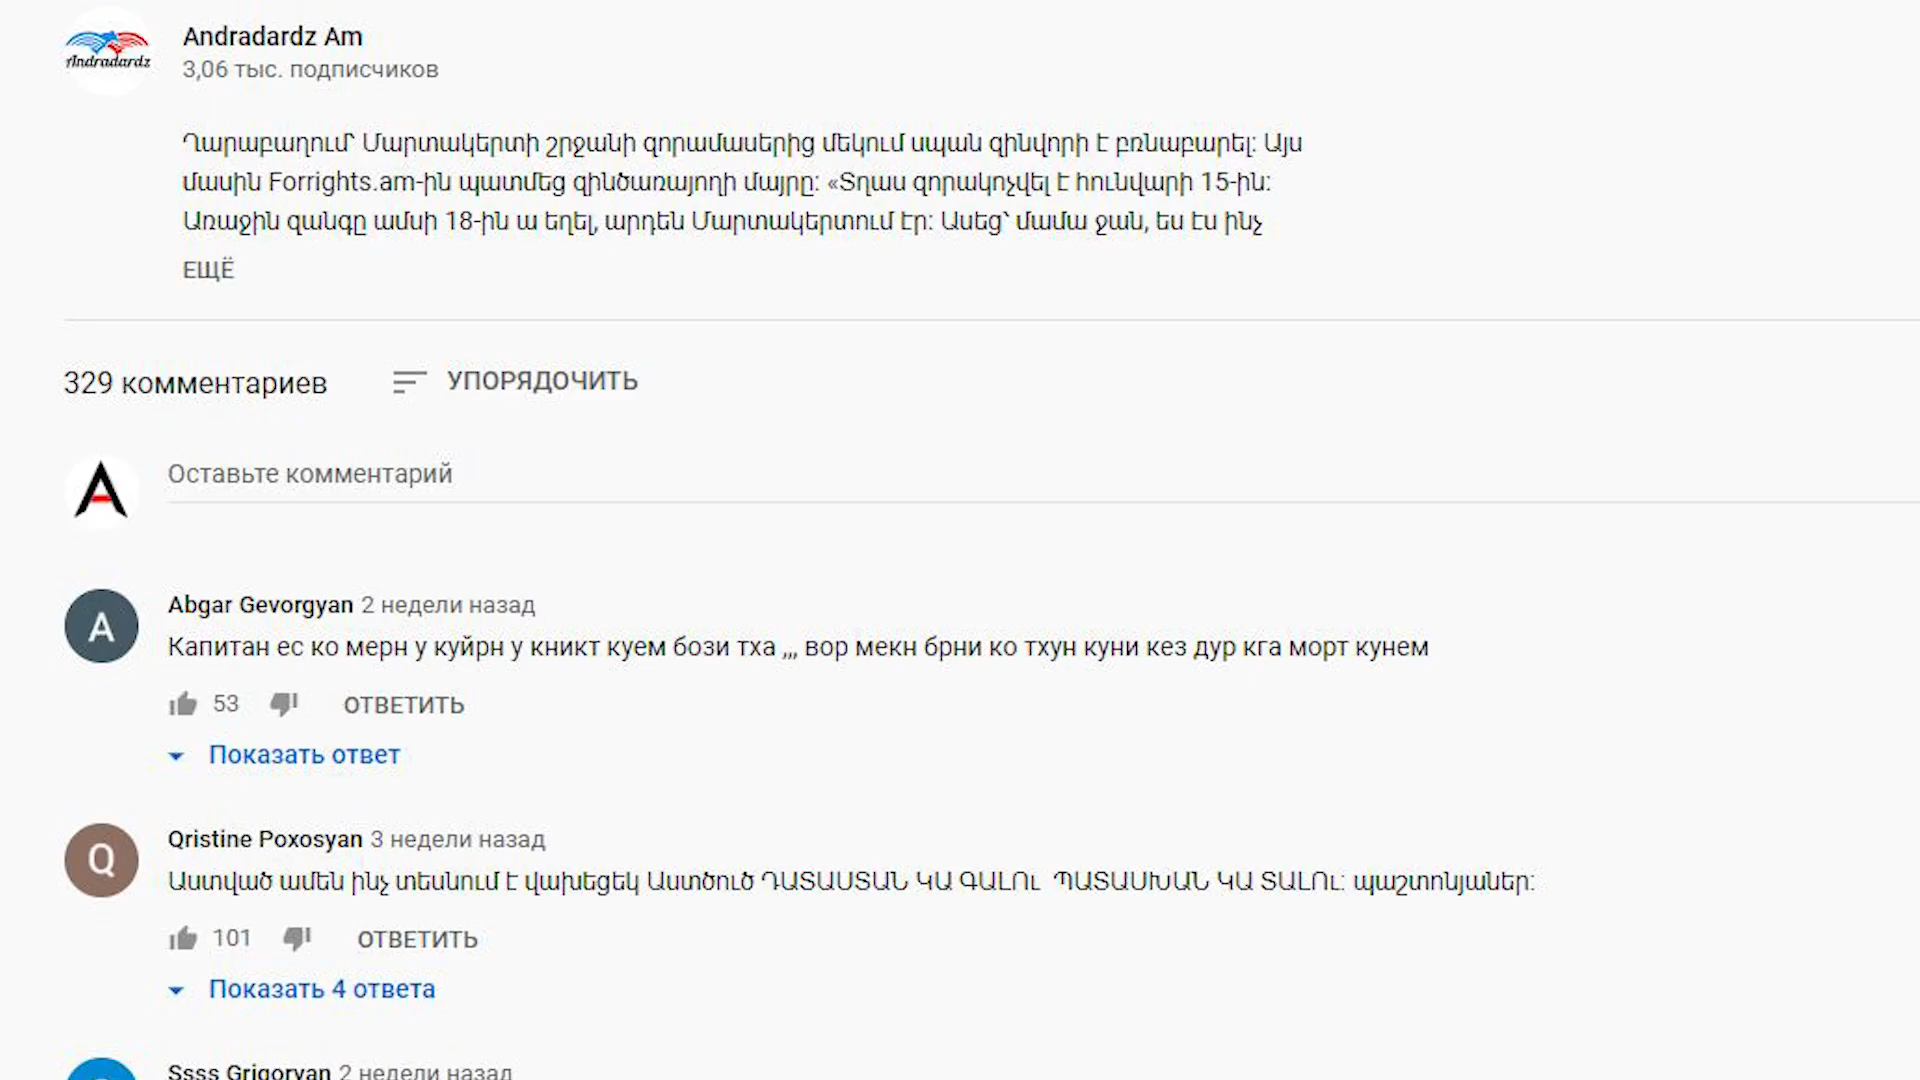 Andradardz
Andradardz Am
3,06 тыс. подписчиков
Ղարաբաղում՝ Մարտակերտի շրջանի զորամասերից մեկում սպան զինվորի է բռնաբարել: Այս
մասին Forrights.am-ին պատմեց զինծառայողի մայրը: «Տղաս զորակոչվել է հունվարի 15-ին:
Առաջին զանգը ամսի 18-ին ա եղել, արդեն Մարտակերտում էր: Ասեց՝ մամա ջան, ես էս ինչ
ЕЩЁ
329 комментариев УПОРЯДОЧИТЬ
Оставьте комментарий
A
Abgar Gevorgyan 2 недели назад
Капитан ес ко мерн у куйрн у кникт куем бози тха ,,, вор мекн брни ко тхун куни кез дур кга морт кунем
53 ОТВЕТИТЬ
Показать ответ
Q
Qristine Poxosyan 3 недели назад
Աստված ամեն ինչ տեսնում է վախեցեկ Աստծուծ ԴԱՏԱՍՏԱՆ ԿԱ ԳԱԼՈՒ ՊԱՏԱՍԽԱՆ ԿԱ ՏԱԼՈՒ: պաշտոնյաներ:
101 ОТВЕТИТЬ
Показать 4 ответа
Ssss Grigoryan 2 недели назад